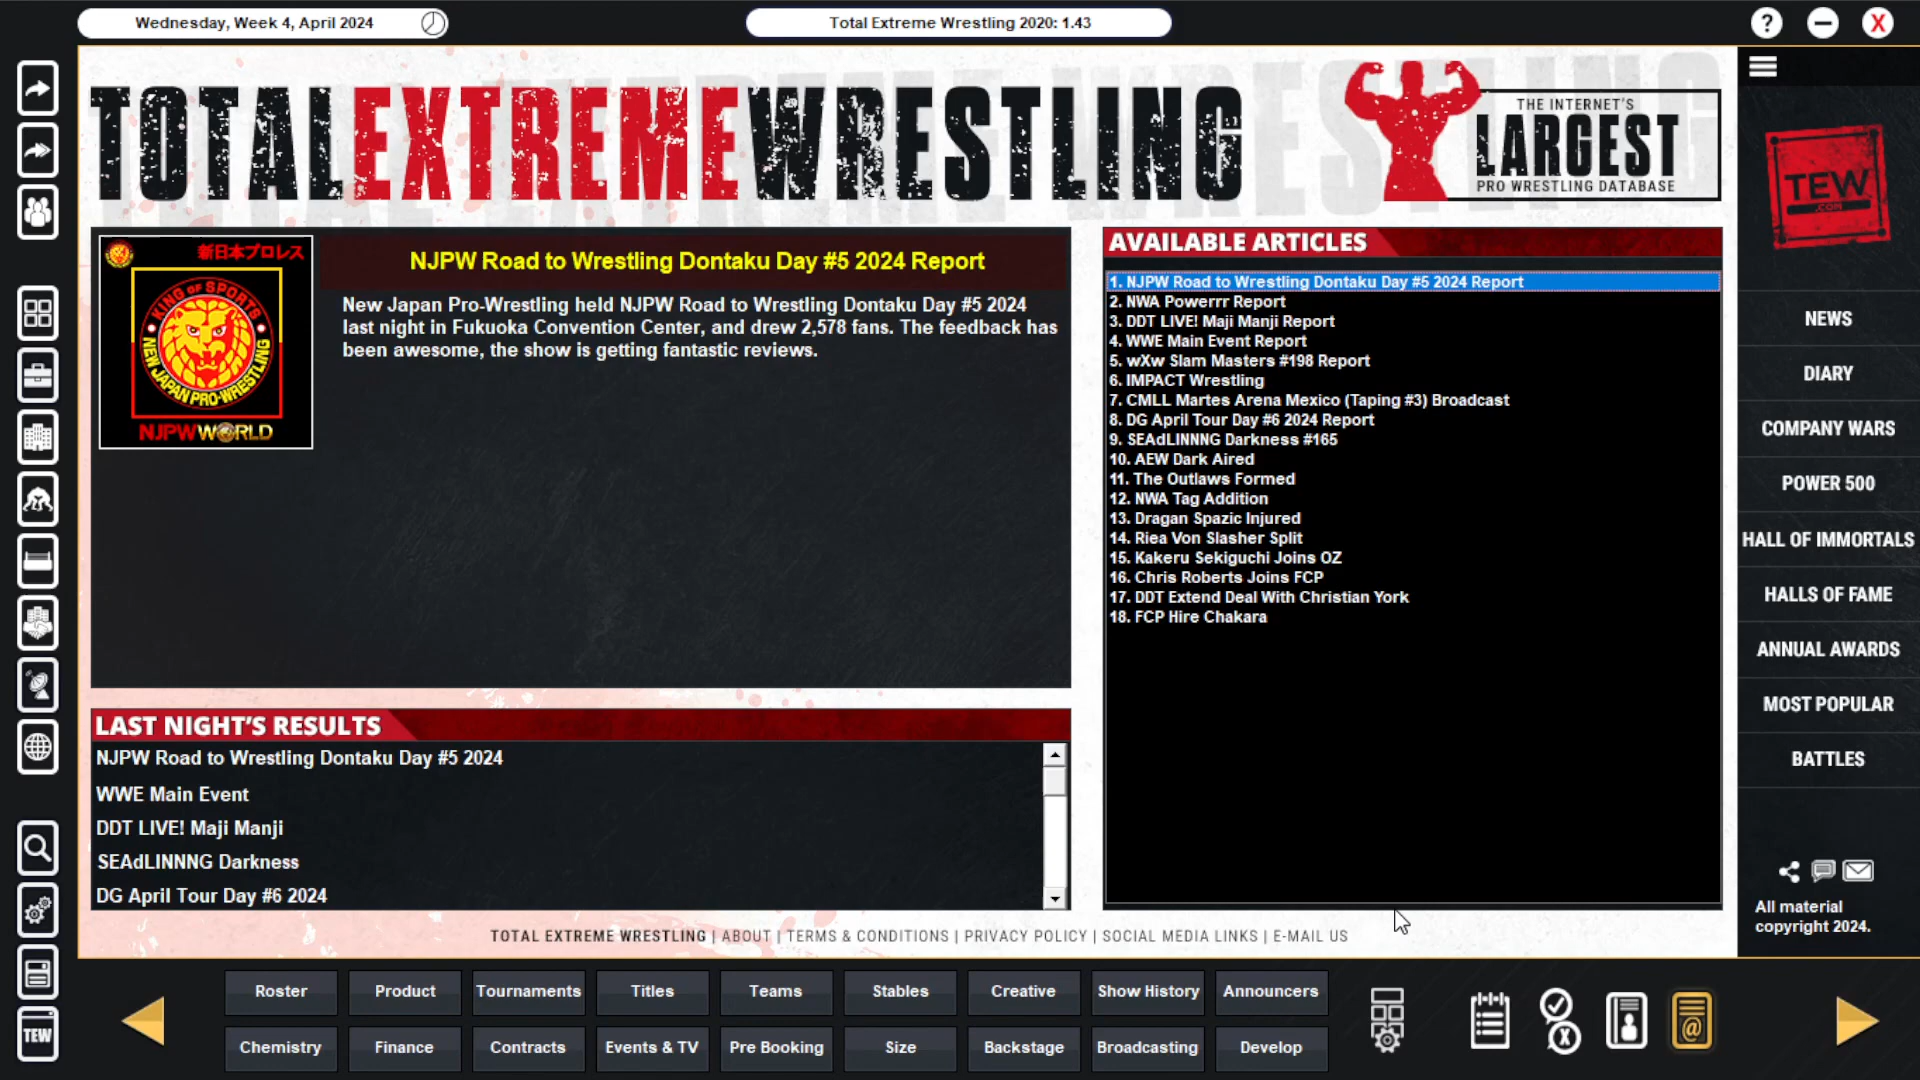 Wednesday, Week 4, April 2024
Total Extreme Wrestling 2020: 1.43
?
X
TOTALEXTREMEWRESTLING
THE INTERNET'S
LARGEST
PRO WRESTLING DATABASE
TEW
.COM
新日本プロレス
KING OF SPORTS
NEW JAPAN PRO-WRESTLING
NJPWWORLD
NJPW Road to Wrestling Dontaku Day #5 2024 Report
New Japan Pro-Wrestling held NJPW Road to Wrestling Dontaku Day #5 2024
last night in Fukuoka Convention Center, and drew 2,578 fans. The feedback has
been awesome, the show is getting fantastic reviews.
AVAILABLE ARTICLES
1. NJPW Road to Wrestling Dontaku Day #5 2024 Report
2. NWA Powerrr Report
3. DDT LIVE! Maji Manji Report
4. WWE Main Event Report
5. wXw Slam Masters #198 Report
6. IMPACT Wrestling
7. CMLL Martes Arena Mexico (Taping #3) Broadcast
8. DG April Tour Day #6 2024 Report
9. SEAdLINNNG Darkness #165
10. AEW Dark Aired
11. The Outlaws Formed
12. NWA Tag Addition
13. Dragan Spazic Injured
14. Riea Von Slasher Split
15. Kakeru Sekiguchi Joins OZ
16. Chris Roberts Joins FCP
17. DDT Extend Deal With Christian York
18. FCP Hire Chakara
LAST NIGHT'S RESULTS
NJPW Road to Wrestling Dontaku Day #5 2024
WWE Main Event
DDT LIVE! Maji Manji
SEAdLINNNG Darkness
DG April Tour Day #6 2024
NEWS
DIARY
COMPANY WARS
POWER 500
HALL OF IMMORTALS
HALLS OF FAME
ANNUAL AWARDS
MOST POPULAR
BATTLES
All material
copyright 2024.
TOTAL EXTREME WRESTLING | ABOUT | TERMS & CONDITIONS | PRIVACY POLICY | SOCIAL MEDIA LINKS | E-MAIL US
TEW
Roster
Product
Tournaments
Titles
Teams
Stables
Creative
Show History
Announcers
Chemistry
Finance
Contracts
Events & TV
Pre Booking
Size
Backstage
Broadcasting
Develop
X
@